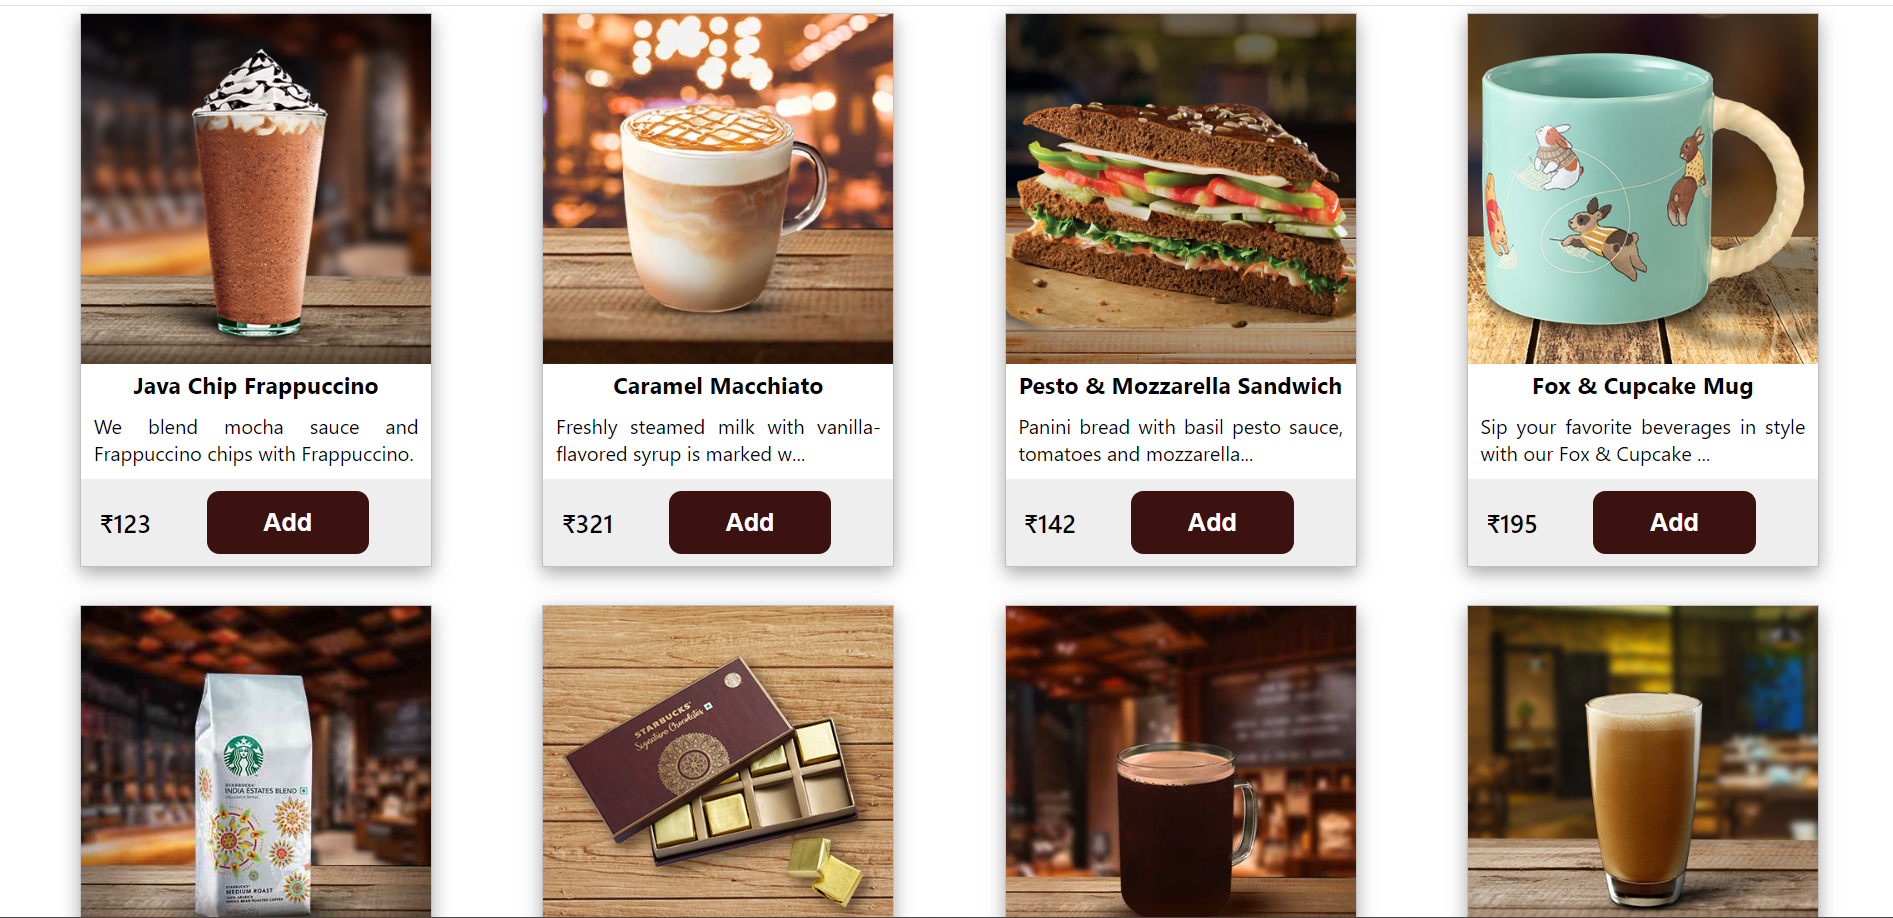 Java Chip Frappuccino
We blend mocha sauce and
Frappuccino chips with Frappuccino.
₹123
Add
Caramel Macchiato
Freshly steamed milk with vanilla-
flavored syrup is marked w...
₹321
Add
Pesto & Mozzarella Sandwich
Panini bread with basil pesto sauce,
tomatoes and mozzarella...
₹142
Add
Fox & Cupcake Mug
Sip your favorite beverages in style
with our Fox & Cupcake ...
₹195
Add
STARBUCKS
INDIA ESTATES BLEND
STARBUCKS
MEDIUM ROAST
STARBUCKS
Signature Chocolates